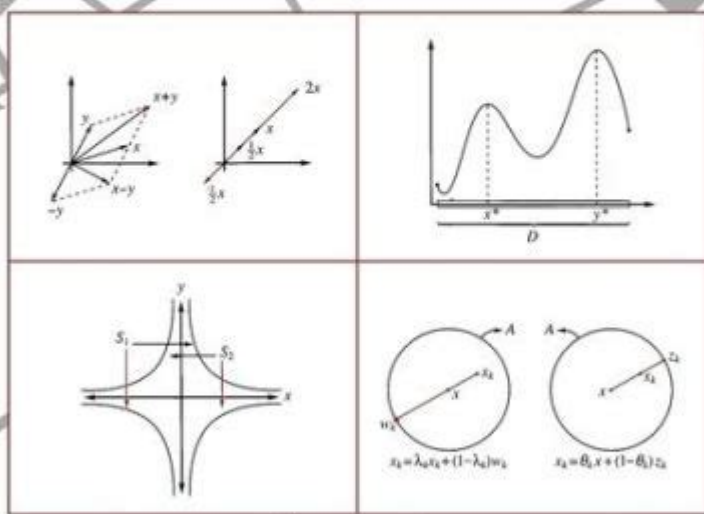 x+y
y
x
x−y
−y
2x
x
½x
½x
x* y*
D
y
S₁ S₂
x
A A
xₖ zₖ
xₖ
x x
wₖ
xₖ=λₖxₖ+(1−λₖ)wₖ xₖ=θₖx+(1−θₖ)zₖ